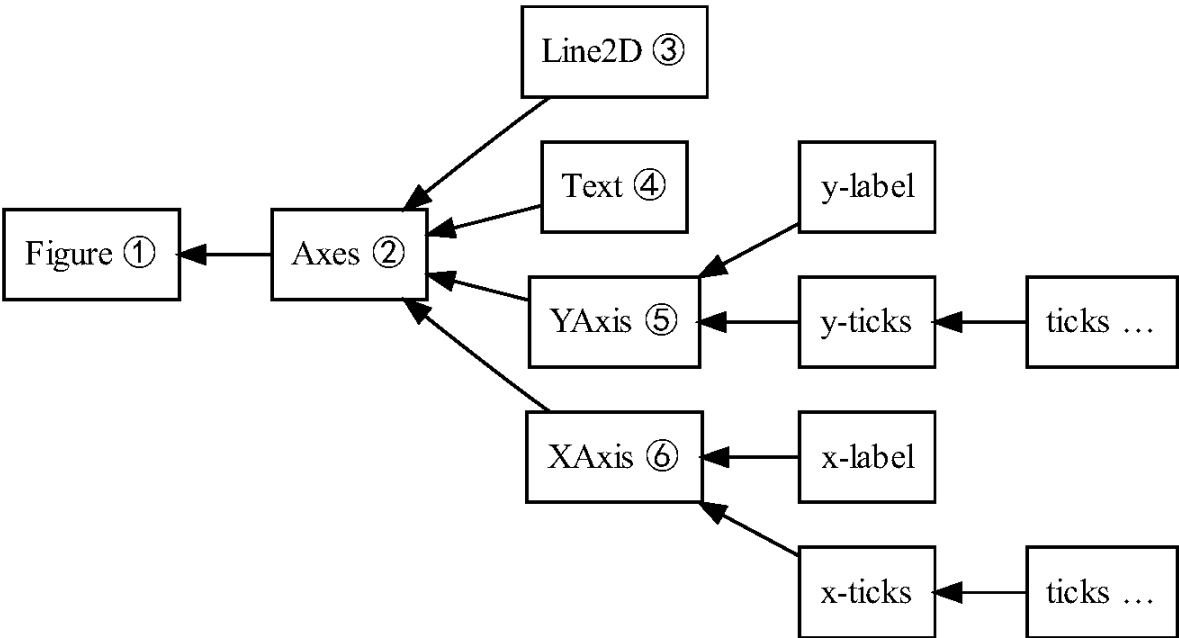 Line2D ③
Text ④
y-label
Figure ①
Axes ②
YAxis ⑤
y-ticks
ticks …
XAxis ⑥
x-label
x-ticks
ticks …